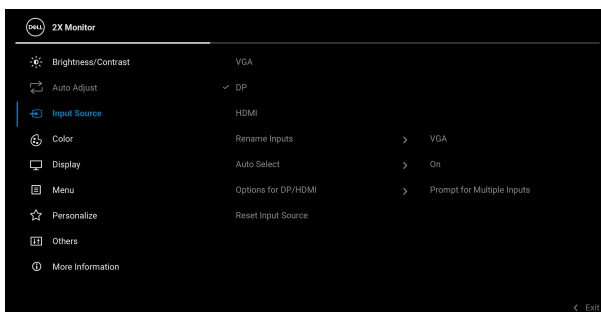 DELL 2X Monitor
Brightness/Contrast VGA
Auto Adjust DP
Input Source HDMI
Color Rename Inputs VGA
Display Auto Select On
Menu Options for DP/HDMI Prompt for Multiple Inputs
Personalize Reset Input Source
Others
More Information
Exit